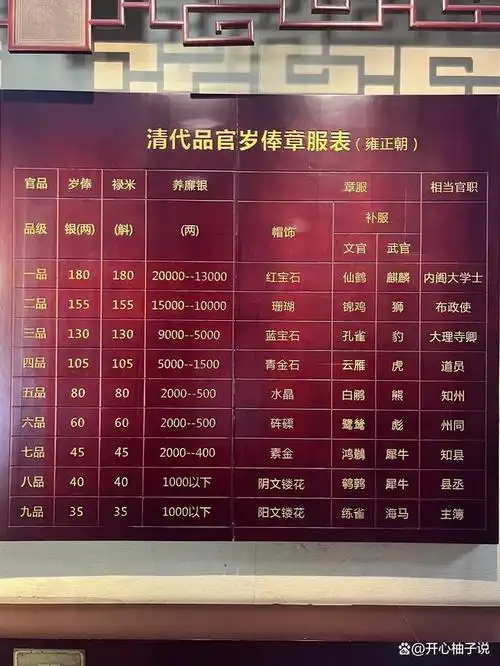 清代品官岁俸章服表(雍正朝)
官品 岁俸 禄米 养廉银 章服 相当官职
品级 银(两) (斛) (两) 帽饰 补服
文官 武官
一品 180 180 20000--13000 红宝石 仙鹤 麒麟 内阁大学士
二品 155 155 15000--10000 珊瑚 锦鸡 狮 布政使
三品 130 130 9000--5000 蓝宝石 孔雀 豹 大理寺卿
四品 105 105 5000--1500 青金石 云雁 虎 道员
五品 80 80 2000--500 水晶 白鹇 熊 知州
六品 60 60 2000--500 砗磲 鹭鸶 彪 州同
七品 45 45 2000--400 素金 鸿鶒 犀牛 知县
八品 40 40 1000以下 阴文镂花 鹌鹑 犀牛 县丞
九品 35 35 1000以下 阳文镂花 练雀 海马 主簿
@开心柚子说